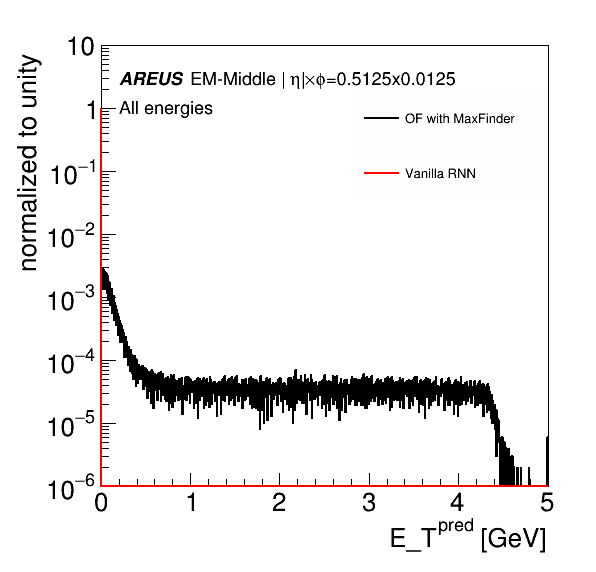 normalized to unity
10
1
10⁻¹
10⁻²
10⁻³
10⁻⁴
10⁻⁵
10⁻⁶
AREUS EM-Middle | η|×ϕ=0.5125x0.0125
All energies
OF with MaxFinder
Vanilla RNN
0 1 2 3 4 5
E_T^pred [GeV]